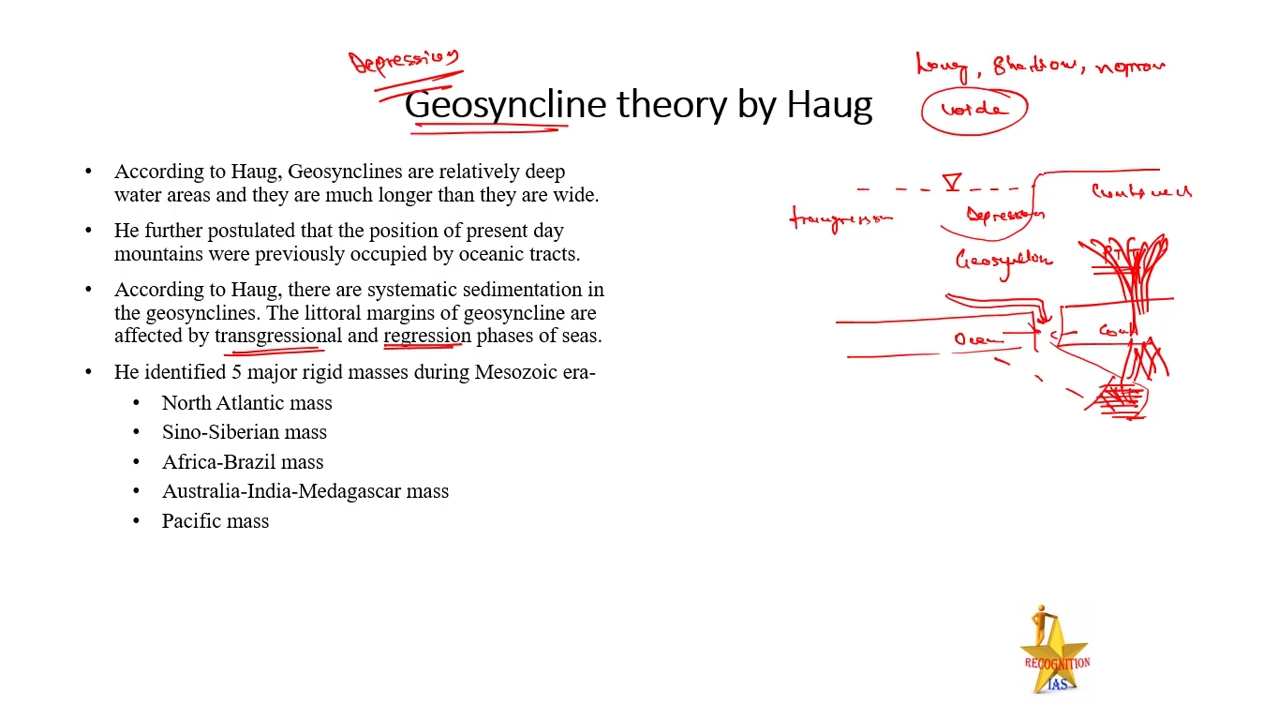 Depression
Long, Shallow, narrow
Geosyncline theory by Haug
wide
• According to Haug, Geosynclines are relatively deep
water areas and they are much longer than they are wide.
• He further postulated that the position of present day
mountains were previously occupied by oceanic tracts.
• According to Haug, there are systematic sedimentation in
the geosynclines. The littoral margins of geosyncline are
affected by transgressional and regression phases of seas.
• He identified 5 major rigid masses during Mesozoic era-
• North Atlantic mass
• Sino-Siberian mass
• Africa-Brazil mass
• Australia-India-Medagascar mass
• Pacific mass
transgression
Depression
Ocean
RECOGNITION
IAS